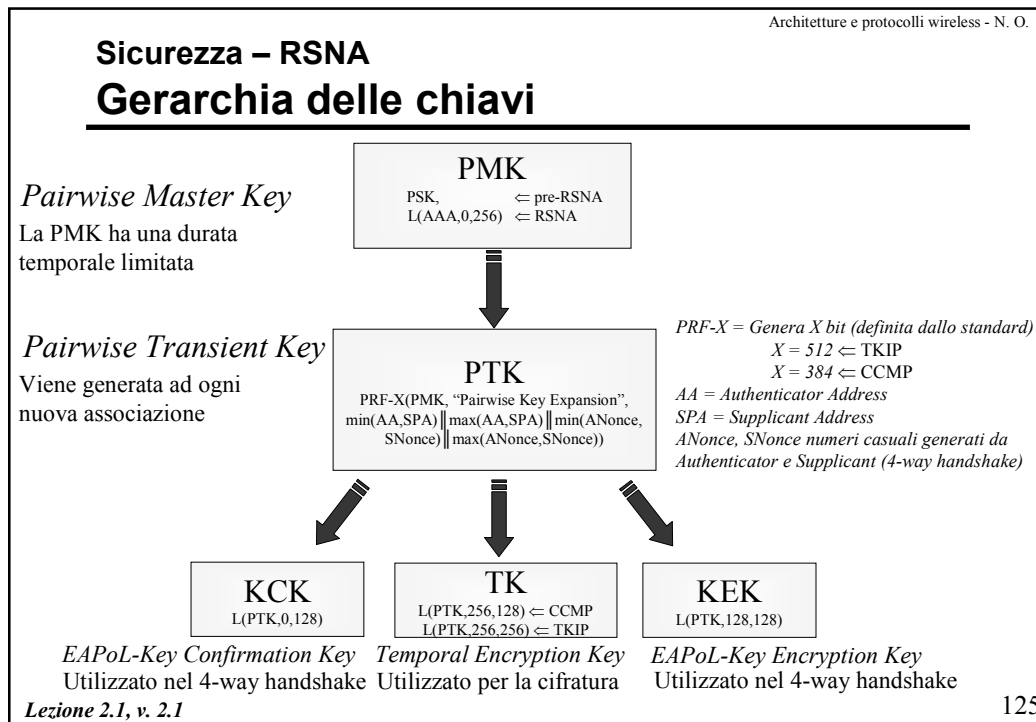 Architetture e protocolli wireless - N. O.
Sicurezza – RSNA
Gerarchia delle chiavi
Pairwise Master Key
La PMK ha una durata
temporale limitata
PMK
PSK, ⇐ pre-RSNA
L(AAA,0,256) ⇐ RSNA
Pairwise Transient Key
Viene generata ad ogni
nuova associazione
PTK
PRF-X(PMK, “Pairwise Key Expansion”,
min(AA,SPA)‖max(AA,SPA)‖min(ANonce,
SNonce)‖max(ANonce,SNonce))
PRF-X = Genera X bit (definita dallo standard)
X = 512 ⇐ TKIP
X = 384 ⇐ CCMP
AA = Authenticator Address
SPA = Supplicant Address
ANonce, SNonce numeri casuali generati da
Authenticator e Supplicant (4-way handshake)
KCK
L(PTK,0,128)
EAPoL-Key Confirmation Key
Utilizzato nel 4-way handshake
TK
L(PTK,256,128) ⇐ CCMP
L(PTK,256,256) ⇐ TKIP
Temporal Encryption Key
Utilizzato per la cifratura
KEK
L(PTK,128,128)
EAPoL-Key Encryption Key
Utilizzato nel 4-way handshake
Lezione 2.1, v. 2.1
125